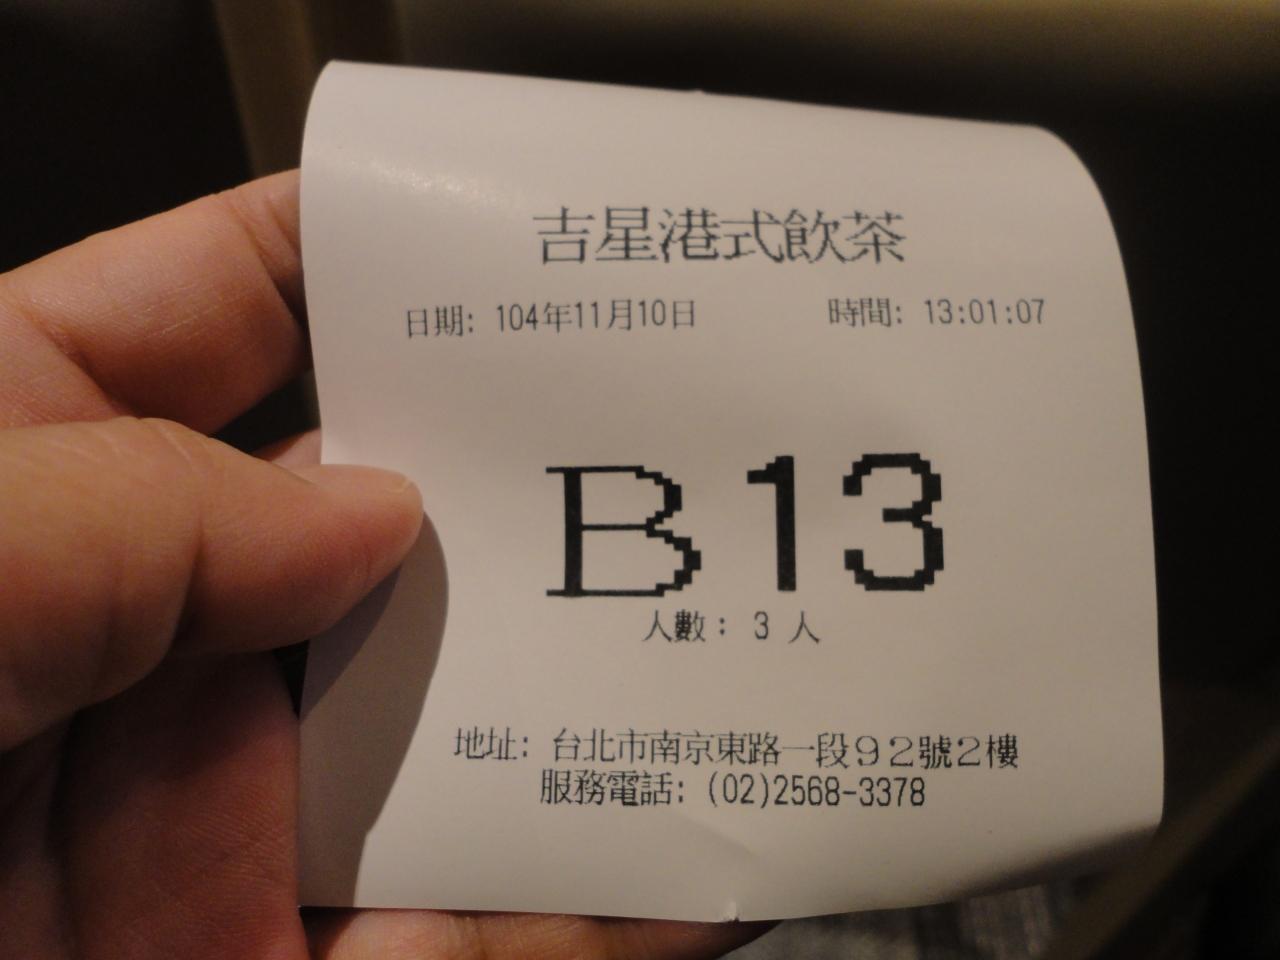 吉星港式飲茶
日期: 104年11月10日 時間: 13:01:07
B13
人數: 3 人
地址: 台北市南京東路一段92號2樓
服務電話: (02)2568-3378